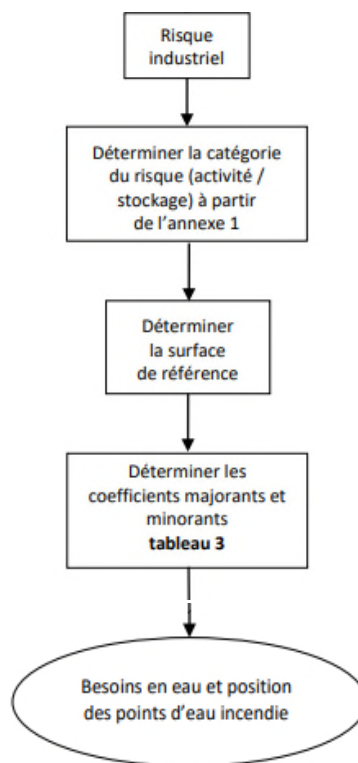 Risque
industriel
Déterminer la catégorie
du risque (activité /
stockage) à partir
de l’annexe 1
Déterminer
la surface
de référence
Déterminer les
coefficients majorants et
minorants
tableau 3
Besoins en eau et position
des points d’eau incendie